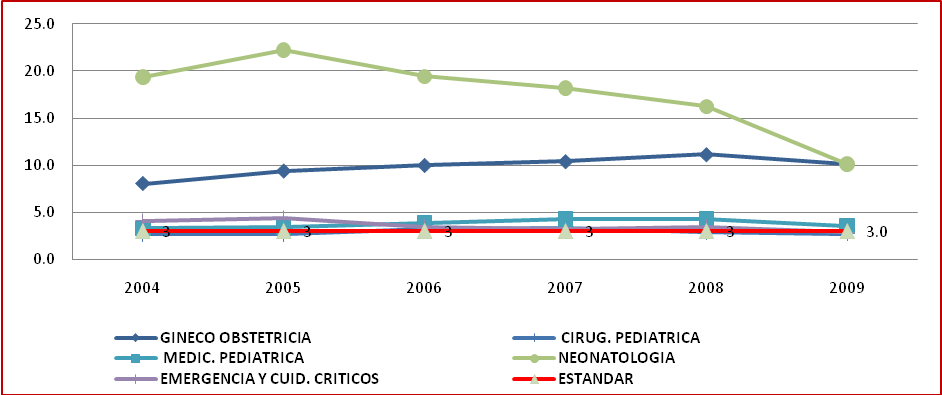 25.0
20.0
15.0
10.0
5.0
3 3 3 3 3 3.0
0.0
2004 2005 2006 2007 2008 2009
GINECO OBSTETRICIA CIRUG. PEDIATRICA
MEDIC. PEDIATRICA NEONATOLOGIA
EMERGENCIA Y CUID. CRITICOS ESTANDAR